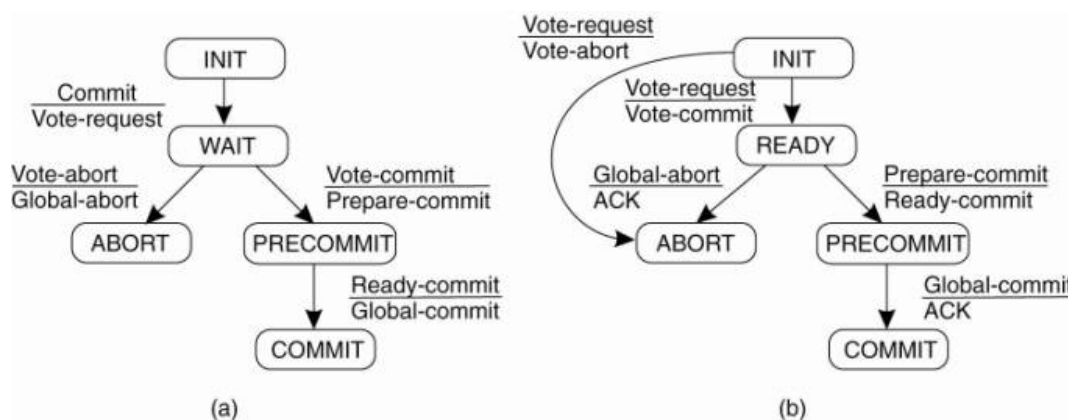 INIT
Commit
Vote-request
WAIT
Vote-abort
Global-abort
Vote-commit
Prepare-commit
ABORT
PRECOMMIT
Ready-commit
Global-commit
COMMIT
(a)
Vote-request
Vote-abort
INIT
Vote-request
Vote-commit
READY
Global-abort
ACK
Prepare-commit
Ready-commit
ABORT
PRECOMMIT
Global-commit
ACK
COMMIT
(b)